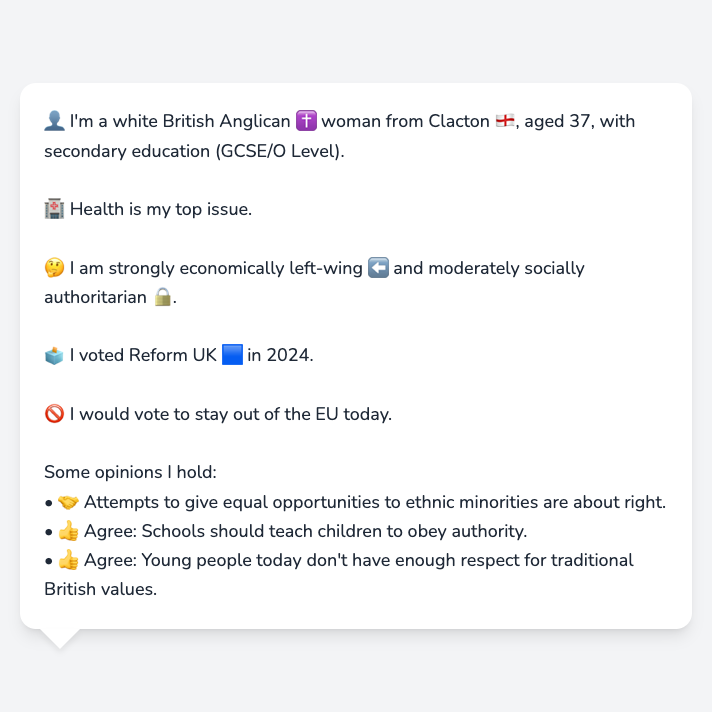 👤 I'm a white British Anglican ✝️ woman from Clacton 🏴󠁧󠁢󠁥󠁮󠁧󠁿, aged 37, with
secondary education (GCSE/O Level).
🏥 Health is my top issue.
🤔 I am strongly economically left-wing ⬅️ and moderately socially
authoritarian 🔒.
🗳️ I voted Reform UK 🟦 in 2024.
🚫 I would vote to stay out of the EU today.
Some opinions I hold:
• 🤝 Attempts to give equal opportunities to ethnic minorities are about right.
• 👍 Agree: Schools should teach children to obey authority.
• 👍 Agree: Young people today don't have enough respect for traditional
British values.